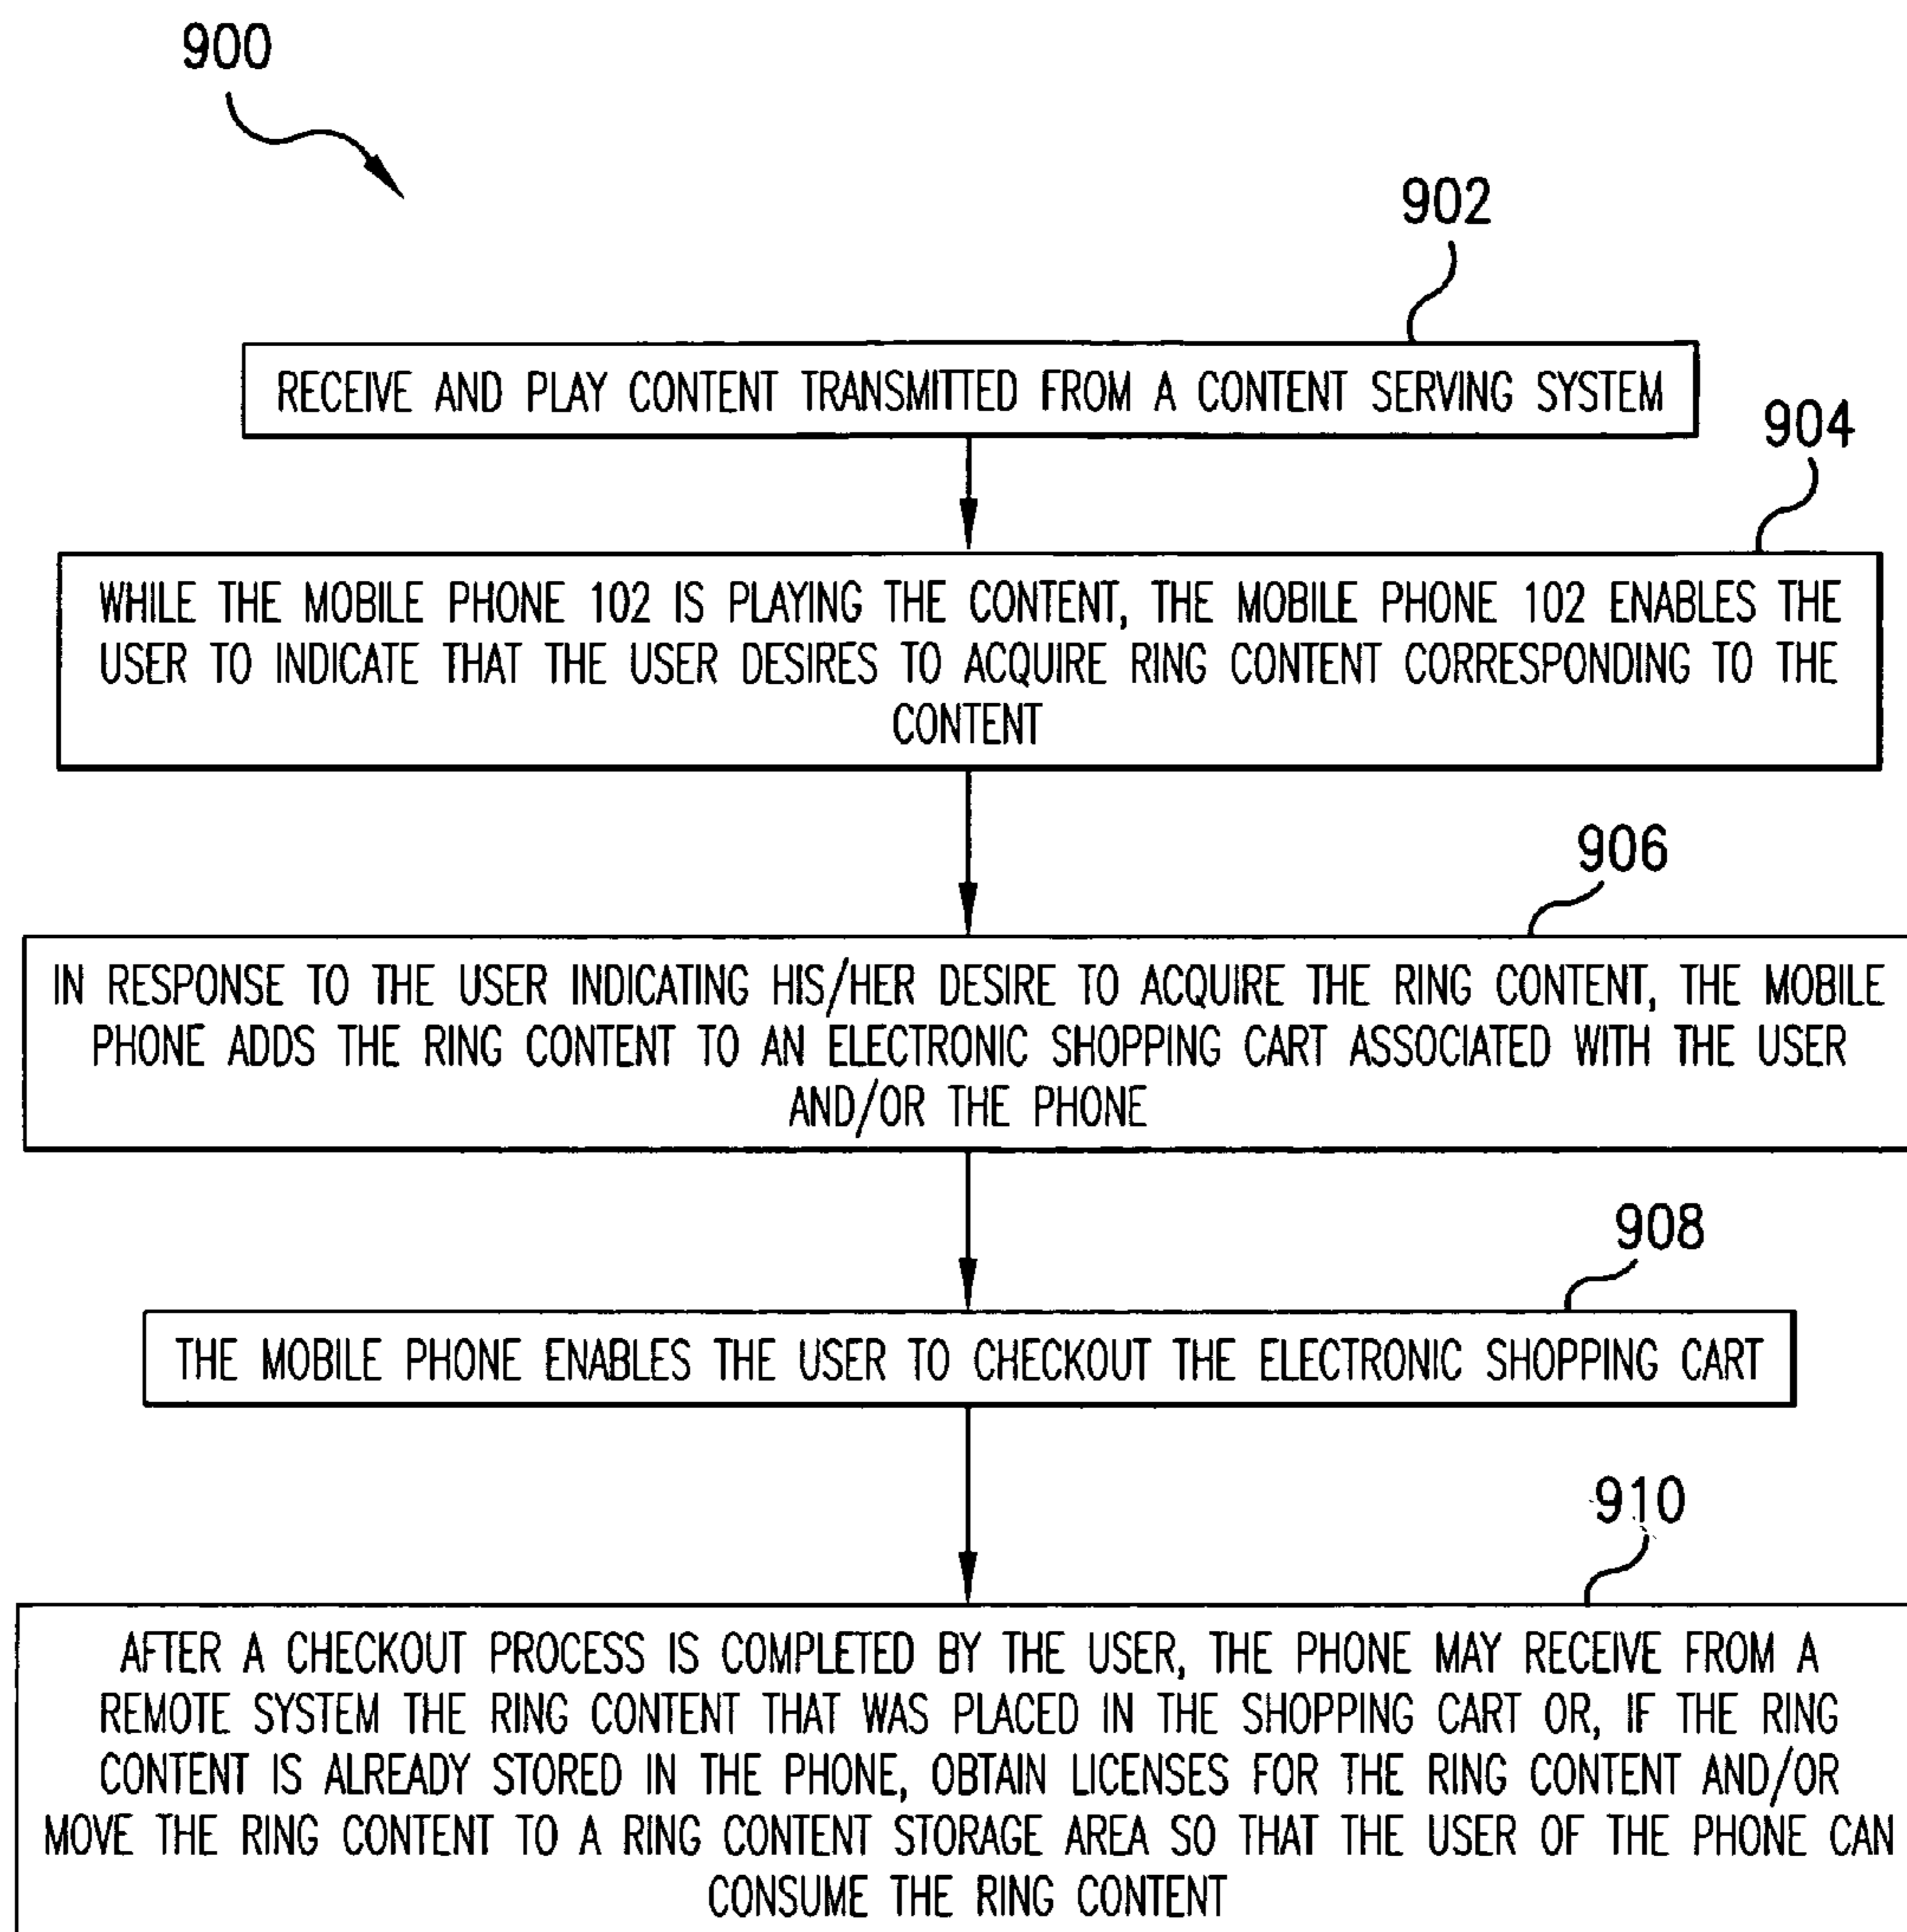 900
902
RECEIVE AND PLAY CONTENT TRANSMITTED FROM A CONTENT SERVING SYSTEM
904
WHILE THE MOBILE PHONE 102 IS PLAYING THE CONTENT, THE MOBILE PHONE 102 ENABLES THE
USER TO INDICATE THAT THE USER DESIRES TO ACQUIRE RING CONTENT CORRESPONDING TO THE
CONTENT
906
IN RESPONSE TO THE USER INDICATING HIS/HER DESIRE TO ACQUIRE THE RING CONTENT, THE MOBILE
PHONE ADDS THE RING CONTENT TO AN ELECTRONIC SHOPPING CART ASSOCIATED WITH THE USER
AND/OR THE PHONE
908
THE MOBILE PHONE ENABLES THE USER TO CHECKOUT THE ELECTRONIC SHOPPING CART
910
AFTER A CHECKOUT PROCESS IS COMPLETED BY THE USER, THE PHONE MAY RECEIVE FROM A
REMOTE SYSTEM THE RING CONTENT THAT WAS PLACED IN THE SHOPPING CART OR, IF THE RING
CONTENT IS ALREADY STORED IN THE PHONE, OBTAIN LICENSES FOR THE RING CONTENT AND/OR
MOVE THE RING CONTENT TO A RING CONTENT STORAGE AREA SO THAT THE USER OF THE PHONE CAN
CONSUME THE RING CONTENT